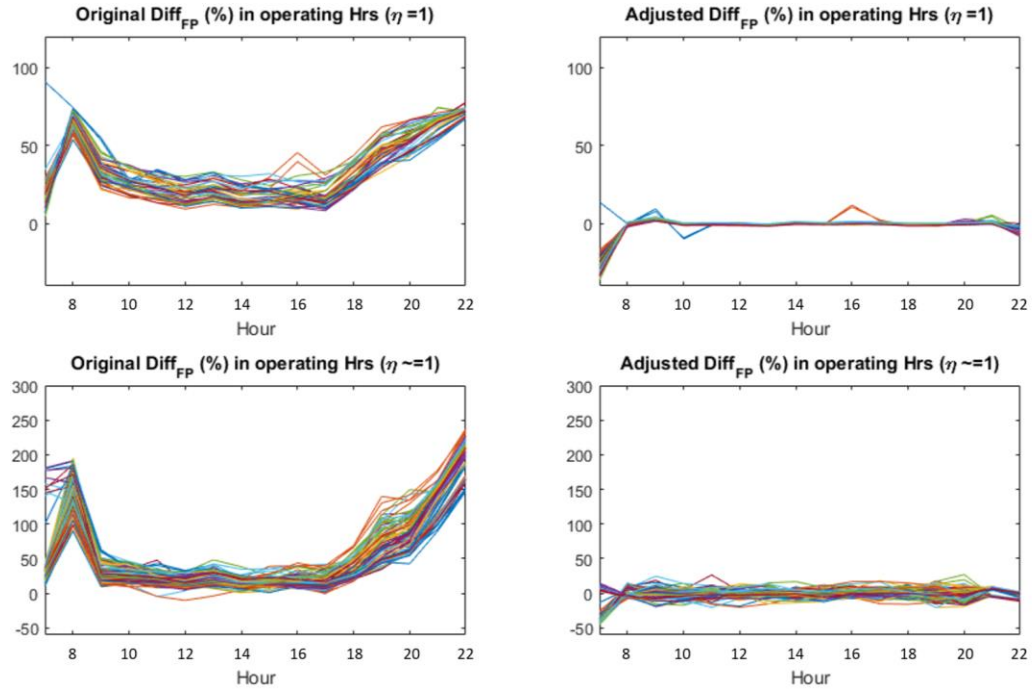 Original Diff_FP (%) in operating Hrs (η =1)
100
50
0
8 10 12 14 16 18 20 22
Hour
Adjusted Diff_FP (%) in operating Hrs (η =1)
100
50
0
8 10 12 14 16 18 20 22
Hour
Original Diff_FP (%) in operating Hrs (η ~=1)
300
250
200
150
100
50
0
-50
8 10 12 14 16 18 20 22
Hour
Adjusted Diff_FP (%) in operating Hrs (η ~=1)
300
250
200
150
100
50
0
-50
8 10 12 14 16 18 20 22
Hour